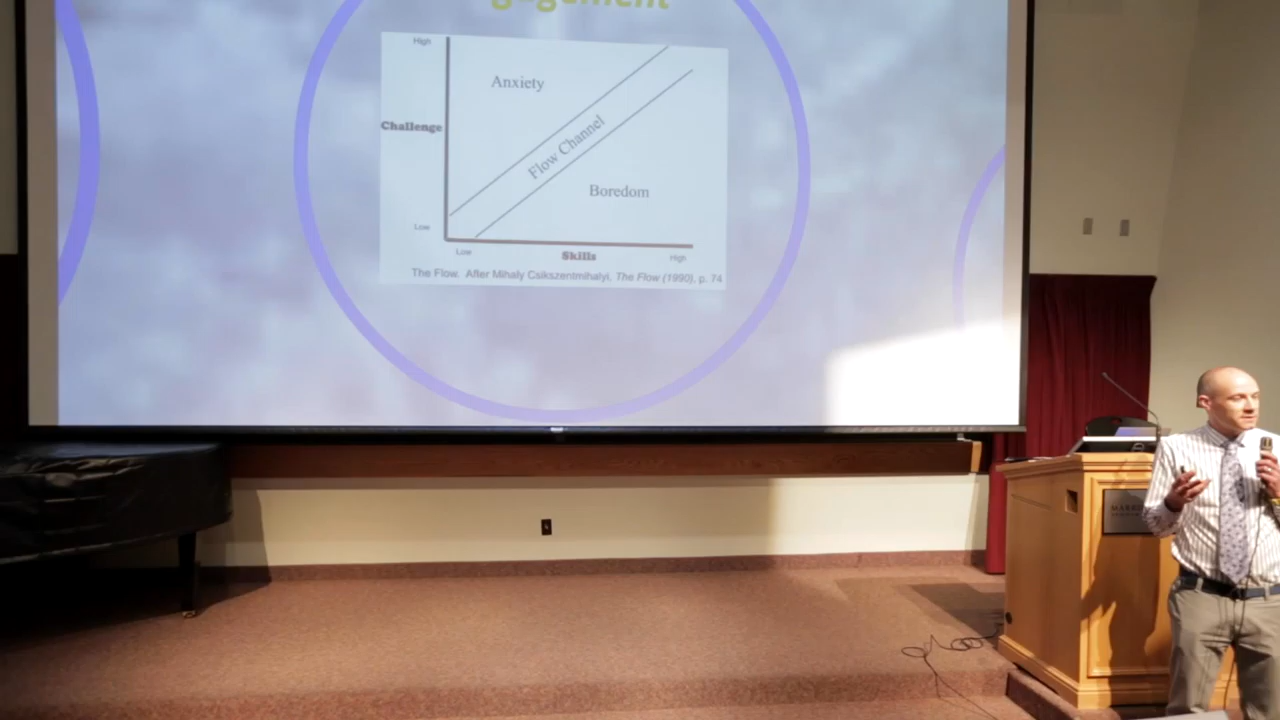 High
Anxiety
Challenge
Flow Channel
Boredom
Low
Low
Skills
High
The Flow. After Mihaly Csikszentmihalyi, The Flow (1990), p. 74